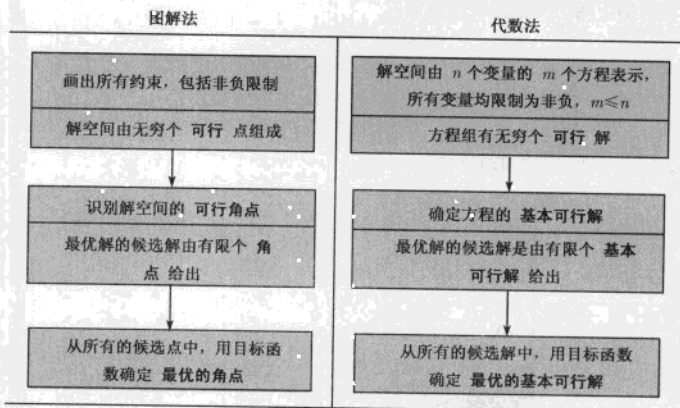 图解法
画出所有约束，包括非负限制
解空间由无穷个 可行 点组成
识别解空间的 可行角点
最优解的候选解由有限个 角
点 给出
从所有的候选点中，用目标函
数确定 最优的角点
代数法
解空间由 n 个变量的 m 个方程表示，
所有变量均限制为非负，m≤n
方程组有无穷个 可行 解
确定方程的 基本可行解
最优解的候选解是由有限个 基本
可行解 给出
从所有的候选解中，用目标函数
确定 最优的基本可行解